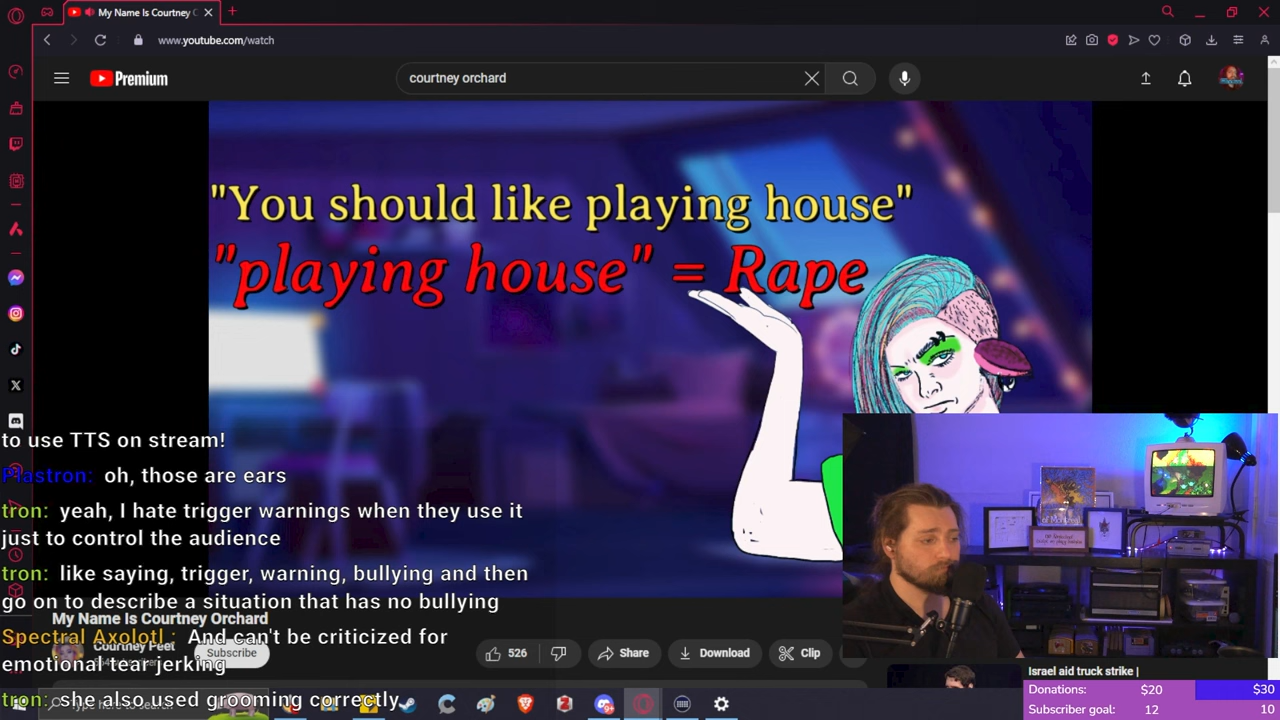 My Name Is Courtney O
www.youtube.com/watch
Premium
courtney orchard
"You should like playing house"
"playing house" = Rape
to use TTS on stream!
Plastron: oh, those are ears
tron: yeah, I hate trigger warnings when they use it
just to control the audience
tron: like saying, trigger, warning, bullying and then
go on to describe a situation that has no bullying
My Name Is Courtney Orchard
Spectral Axolotl : And can't be criticized for
emotional tear jerking
Courtney Peet
Subscribe
526
Share
Download
Clip
tron: she also used grooming correctly
Israel aid truck strike |
Donations: $20 $30
Subscriber goal: 12 10